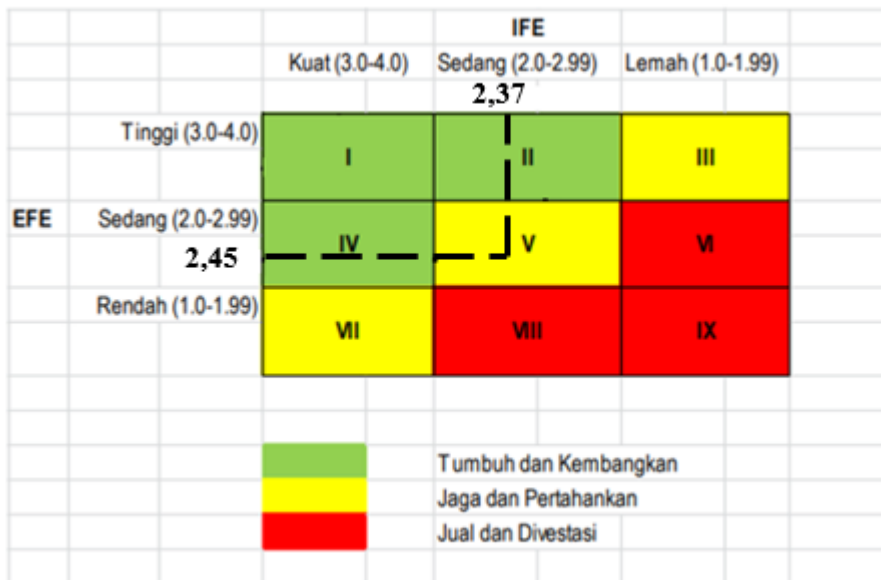 IFE
Kuat (3.0-4.0) Sedang (2.0-2.99) Lemah (1.0-1.99)
2,37
Tinggi (3.0-4.0)
I II III
EFE Sedang (2.0-2.99)
IV V VI
2,45
Rendah (1.0-1.99)
VII VIII IX
Tumbuh dan Kembangkan
Jaga dan Pertahankan
Jual dan Divestasi